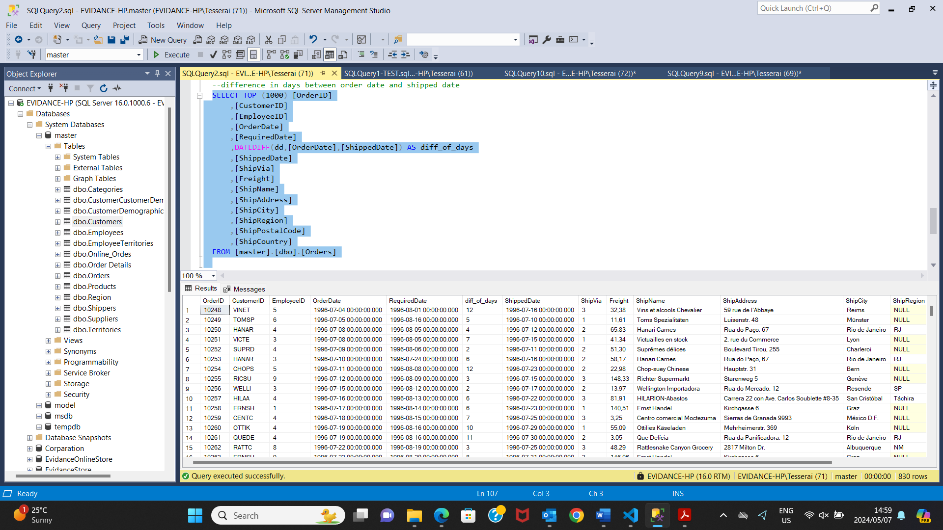 SQLQuery2.sql - EVIDANCE-HP.master (EVIDANCE-HP\Tesserai (71)) - Microsoft SQL Server Management Studio
Quick Launch (Ctrl+Q)
File Edit View Query Project Tools Window Help
New Query
master
Execute
Object Explorer
Connect
EVIDANCE-HP (SQL Server 16.0.1000.6 - EV
Databases
System Databases
master
Tables
System Tables
External Tables
Graph Tables
dbo.Categories
dbo.CustomerCustomerDem
dbo.CustomerDemographic
dbo.Customers
dbo.Employees
dbo.EmployeeTerritories
dbo.Online_Ordes
dbo.Order Details
dbo.Orders
dbo.Products
dbo.Region
dbo.Shippers
dbo.Suppliers
dbo.Territories
Views
Synonyms
Programmability
Service Broker
Storage
Security
model
msdb
tempdb
Database Snapshots
Corparation
EvidanceOnlineStore
EvidanceStore
SQLQuery2.sql - EVI...E-HP\Tesserai (71))* SQLQuery1-TEST.sql...-HP\Tesserai (61)) SQLQuery10.sql - E...E-HP\Tesserai (72))* SQLQuery9.sql - EVI...E-HP\Tesserai (69))*
--difference in days between order date and shipped date
SELECT TOP (1000) [OrderID]
,[CustomerID]
,[EmployeeID]
,[OrderDate]
,[RequiredDate]
,DATEDIFF(dd,[OrderDate],[ShippedDate]) AS diff_of_days
,[ShippedDate]
,[ShipVia]
,[Freight]
,[ShipName]
,[ShipAddress]
,[ShipCity]
,[ShipRegion]
,[ShipPostalCode]
,[ShipCountry]
FROM [master].[dbo].[Orders]
100 %
Results Messages
OrderID CustomerID EmployeeID OrderDate RequiredDate diff_of_days ShippedDate ShipVia Freight ShipName ShipAddress ShipCity ShipRegion
1 10248 VINET 5 1996-07-04 00:00:00.000 1996-08-01 00:00:00.000 12 1996-07-16 00:00:00.000 3 32,38 Vins et alcools Chevalier 59 rue de l'Abbaye Reims NULL
2 10249 TOMSP 6 1996-07-05 00:00:00.000 1996-08-16 00:00:00.000 5 1996-07-10 00:00:00.000 1 11,61 Toms Spezialitäten Luisenstr. 48 Münster NULL
3 10250 HANAR 4 1996-07-08 00:00:00.000 1996-08-05 00:00:00.000 4 1996-07-12 00:00:00.000 2 65,83 Hanari Carnes Rua do Paço, 67 Rio de Janeiro RJ
4 10251 VICTE 3 1996-07-08 00:00:00.000 1996-08-05 00:00:00.000 7 1996-07-15 00:00:00.000 1 41,34 Victuailles en stock 2, rue du Commerce Lyon NULL
5 10252 SUPRD 4 1996-07-09 00:00:00.000 1996-08-06 00:00:00.000 2 1996-07-11 00:00:00.000 2 51,30 Suprêmes délices Boulevard Tirou, 255 Charleroi NULL
6 10253 HANAR 3 1996-07-10 00:00:00.000 1996-07-24 00:00:00.000 6 1996-07-16 00:00:00.000 2 58,17 Hanari Carnes Rua do Paço, 67 Rio de Janeiro RJ
7 10254 CHOPS 5 1996-07-11 00:00:00.000 1996-08-08 00:00:00.000 12 1996-07-23 00:00:00.000 2 22,98 Chop-suey Chinese Hauptstr. 31 Bern NULL
8 10255 RICSU 9 1996-07-12 00:00:00.000 1996-08-09 00:00:00.000 3 1996-07-15 00:00:00.000 3 148,33 Richter Supermarkt Starenweg 5 Genève NULL
9 10256 WELLI 3 1996-07-15 00:00:00.000 1996-08-12 00:00:00.000 2 1996-07-17 00:00:00.000 2 13,97 Wellington Importadora Rua do Mercado, 12 Resende SP
10 10257 HILAA 4 1996-07-16 00:00:00.000 1996-08-13 00:00:00.000 6 1996-07-22 00:00:00.000 3 81,91 HILARION-Abastos Carrera 22 con Ave. Carlos Soublette #8-35 San Cristóbal Táchira
11 10258 ERNSH 1 1996-07-17 00:00:00.000 1996-08-14 00:00:00.000 6 1996-07-23 00:00:00.000 1 140,51 Ernst Handel Kirchgasse 6 Graz NULL
12 10259 CENTC 4 1996-07-18 00:00:00.000 1996-08-15 00:00:00.000 7 1996-07-25 00:00:00.000 3 3,25 Centro comercial Moctezuma Sierras de Granada 9993 México D.F. NULL
13 10260 OTTIK 4 1996-07-19 00:00:00.000 1996-08-16 00:00:00.000 10 1996-07-29 00:00:00.000 1 55,09 Ottilies Käseladen Mehrheimerstr. 369 Köln NULL
14 10261 QUEDE 4 1996-07-19 00:00:00.000 1996-08-16 00:00:00.000 11 1996-07-30 00:00:00.000 2 3,05 Que Delícia Rua da Panificadora, 12 Rio de Janeiro RJ
15 10262 RATTC 8 1996-07-22 00:00:00.000 1996-08-19 00:00:00.000 3 1996-07-25 00:00:00.000 3 48,29 Rattlesnake Canyon Grocery 2817 Milton Dr. Albuquerque NM
Query executed successfully. EVIDANCE-HP (16.0 RTM) EVIDANCE-HP\Tesserai (71) master 00:00:00 830 rows
Ready Ln 107 Col 3 Ch 3 INS
1 25°C Sunny
Search
ENG US
14:59
2024/05/07